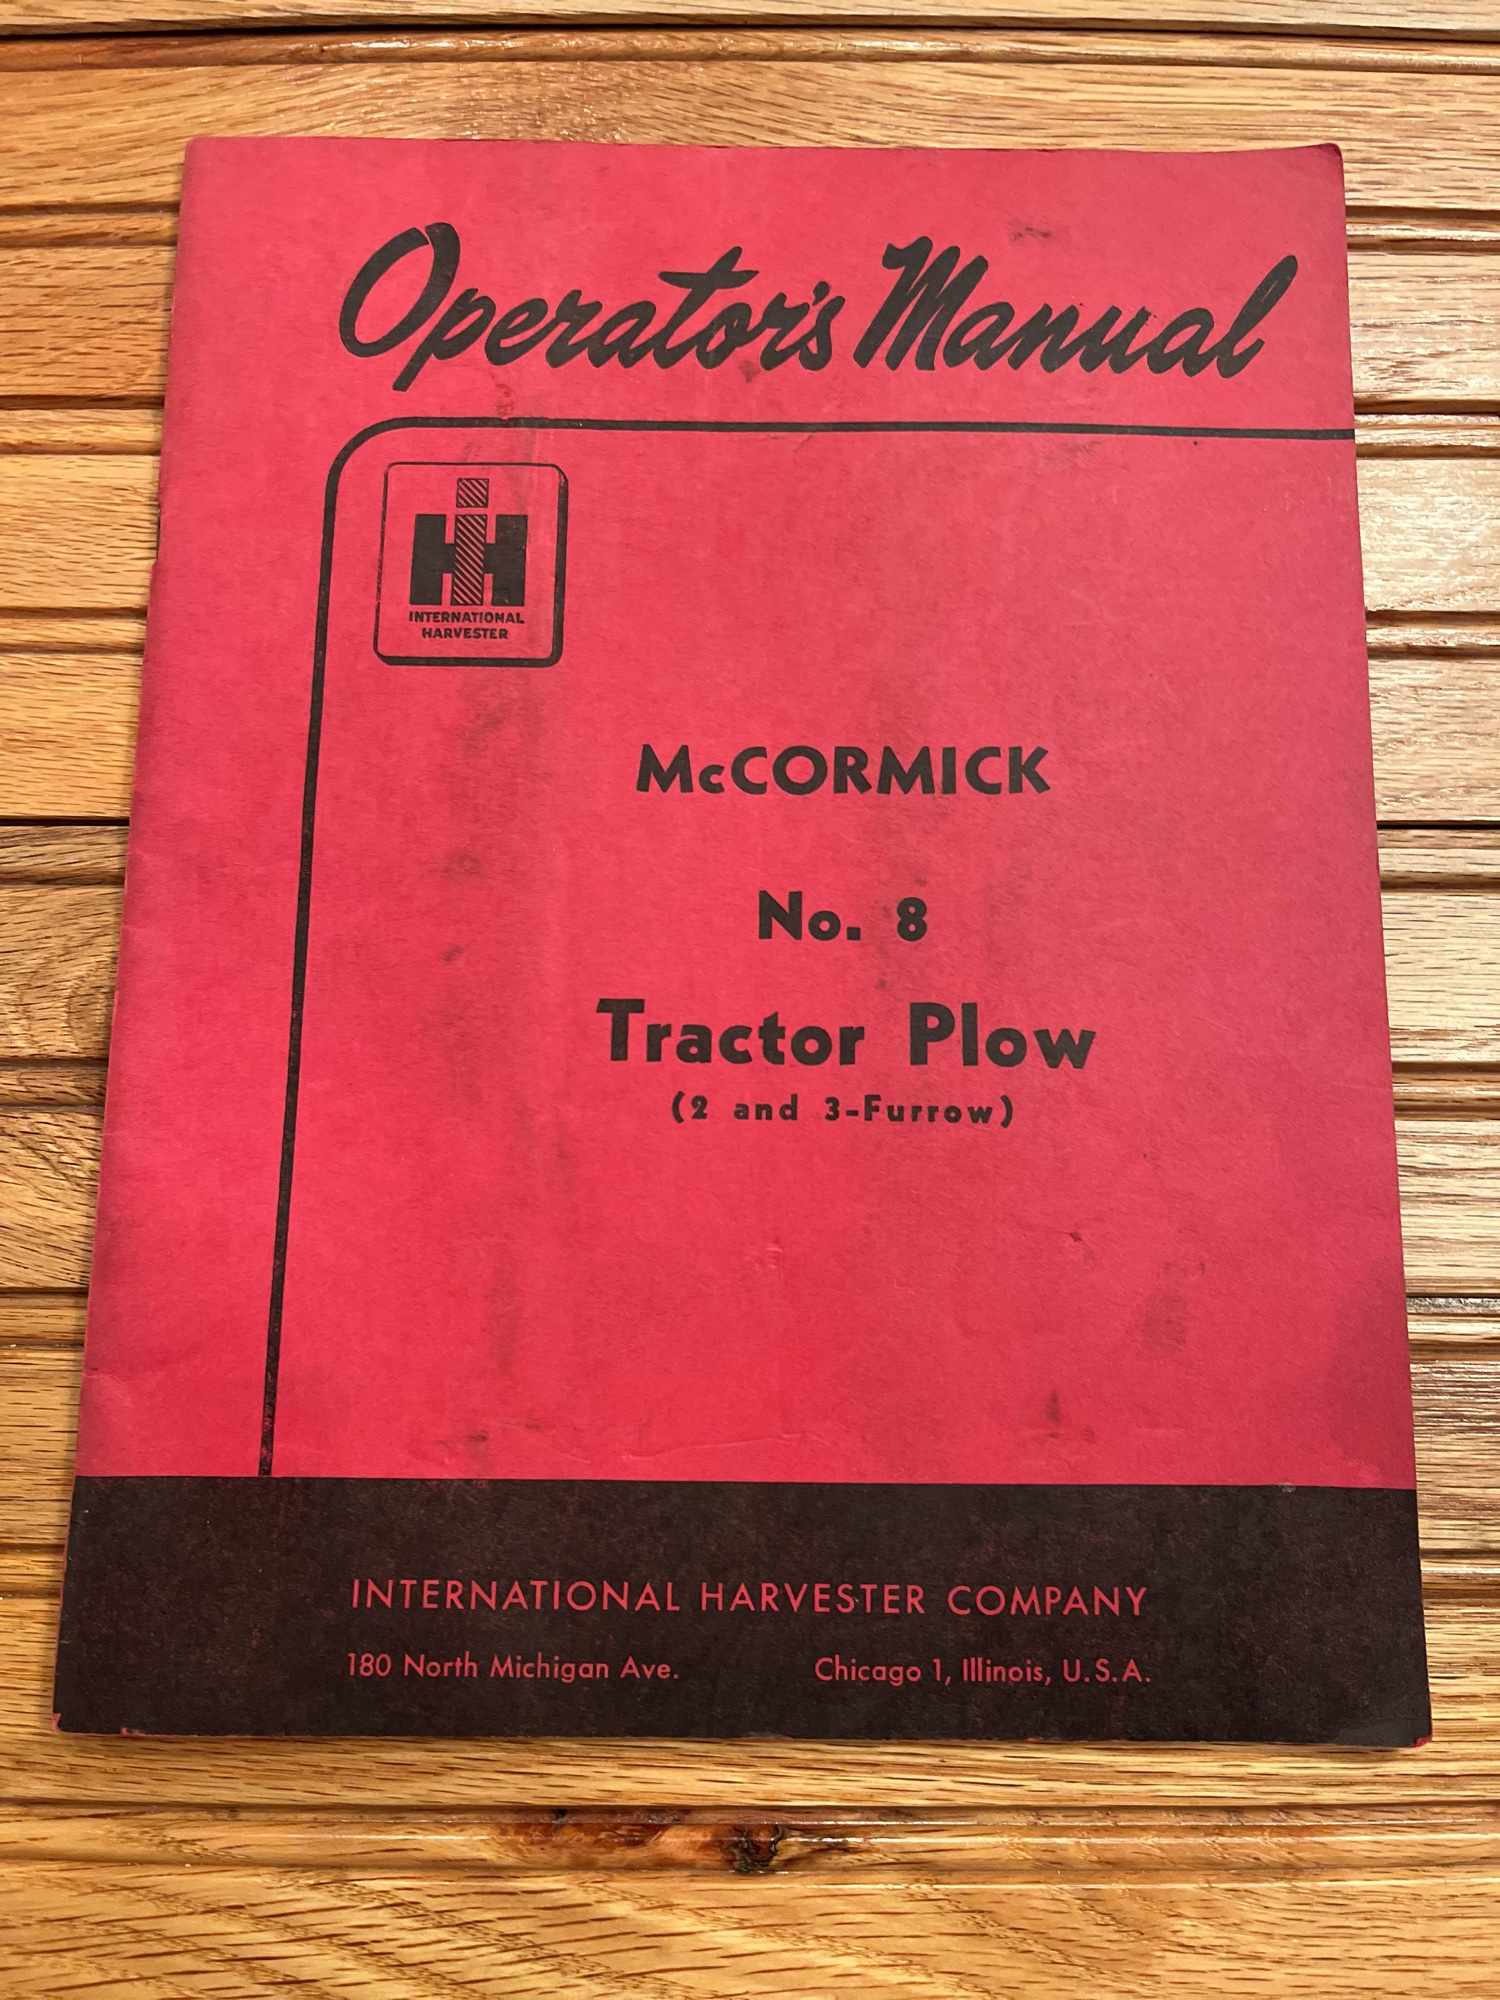 Operator's Manual
IH
INTERNATIONAL
HARVESTER
McCORMICK
No. 8
Tractor Plow
(2 and 3-Furrow)
INTERNATIONAL HARVESTER COMPANY
180 North Michigan Ave. Chicago 1, Illinois, U.S.A.